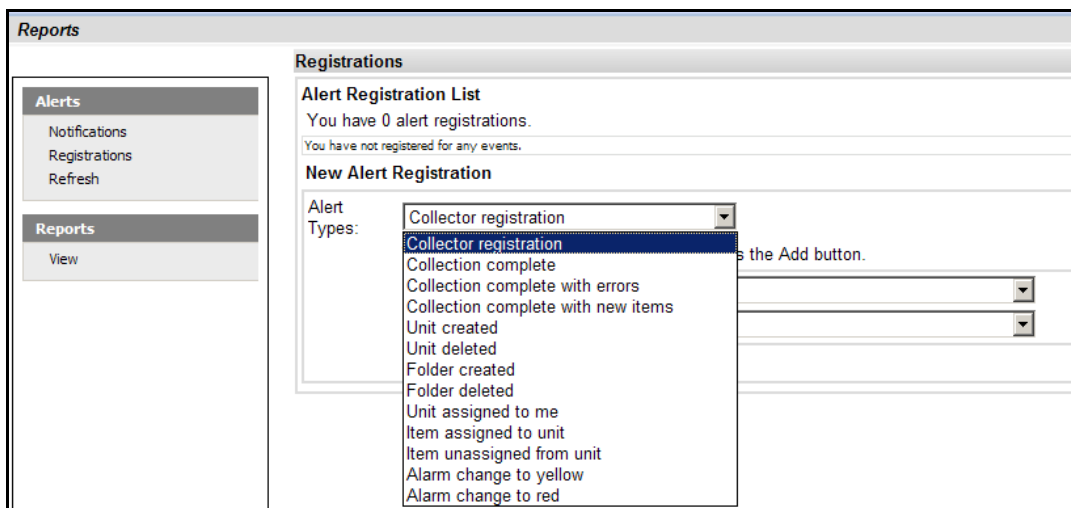 Reports
Alerts
Notifications
Registrations
Refresh
Reports
View
Registrations
Alert Registration List
You have 0 alert registrations.
You have not registered for any events.
New Alert Registration
Alert
Types:
Collector registration
Collector registration
Collection complete
Collection complete with errors
Collection complete with new items
Unit created
Unit deleted
Folder created
Folder deleted
Unit assigned to me
Item assigned to unit
Item unassigned from unit
Alarm change to yellow
Alarm change to red
the Add button.